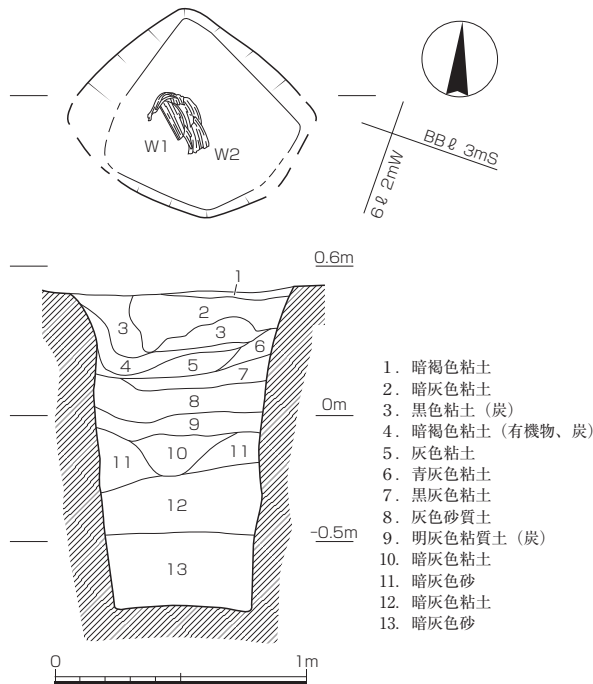 W1
W2
BBℓ 3mS
6ℓ 2mW
0.6m
1
2
3
3
6
4
5
7
8
0m
9
11
10
11
12
-0.5m
13
1. 暗褐色粘土
2. 暗灰色粘土
3. 黒色粘土（炭）
4. 暗褐色粘土（有機物、炭）
5. 灰色粘土
6. 青灰色粘土
7. 黒灰色粘土
8. 灰色砂質土
9. 明灰色粘質土（炭）
10. 暗灰色粘土
11. 暗灰色砂
12. 暗灰色粘土
13. 暗灰色砂
0
1m